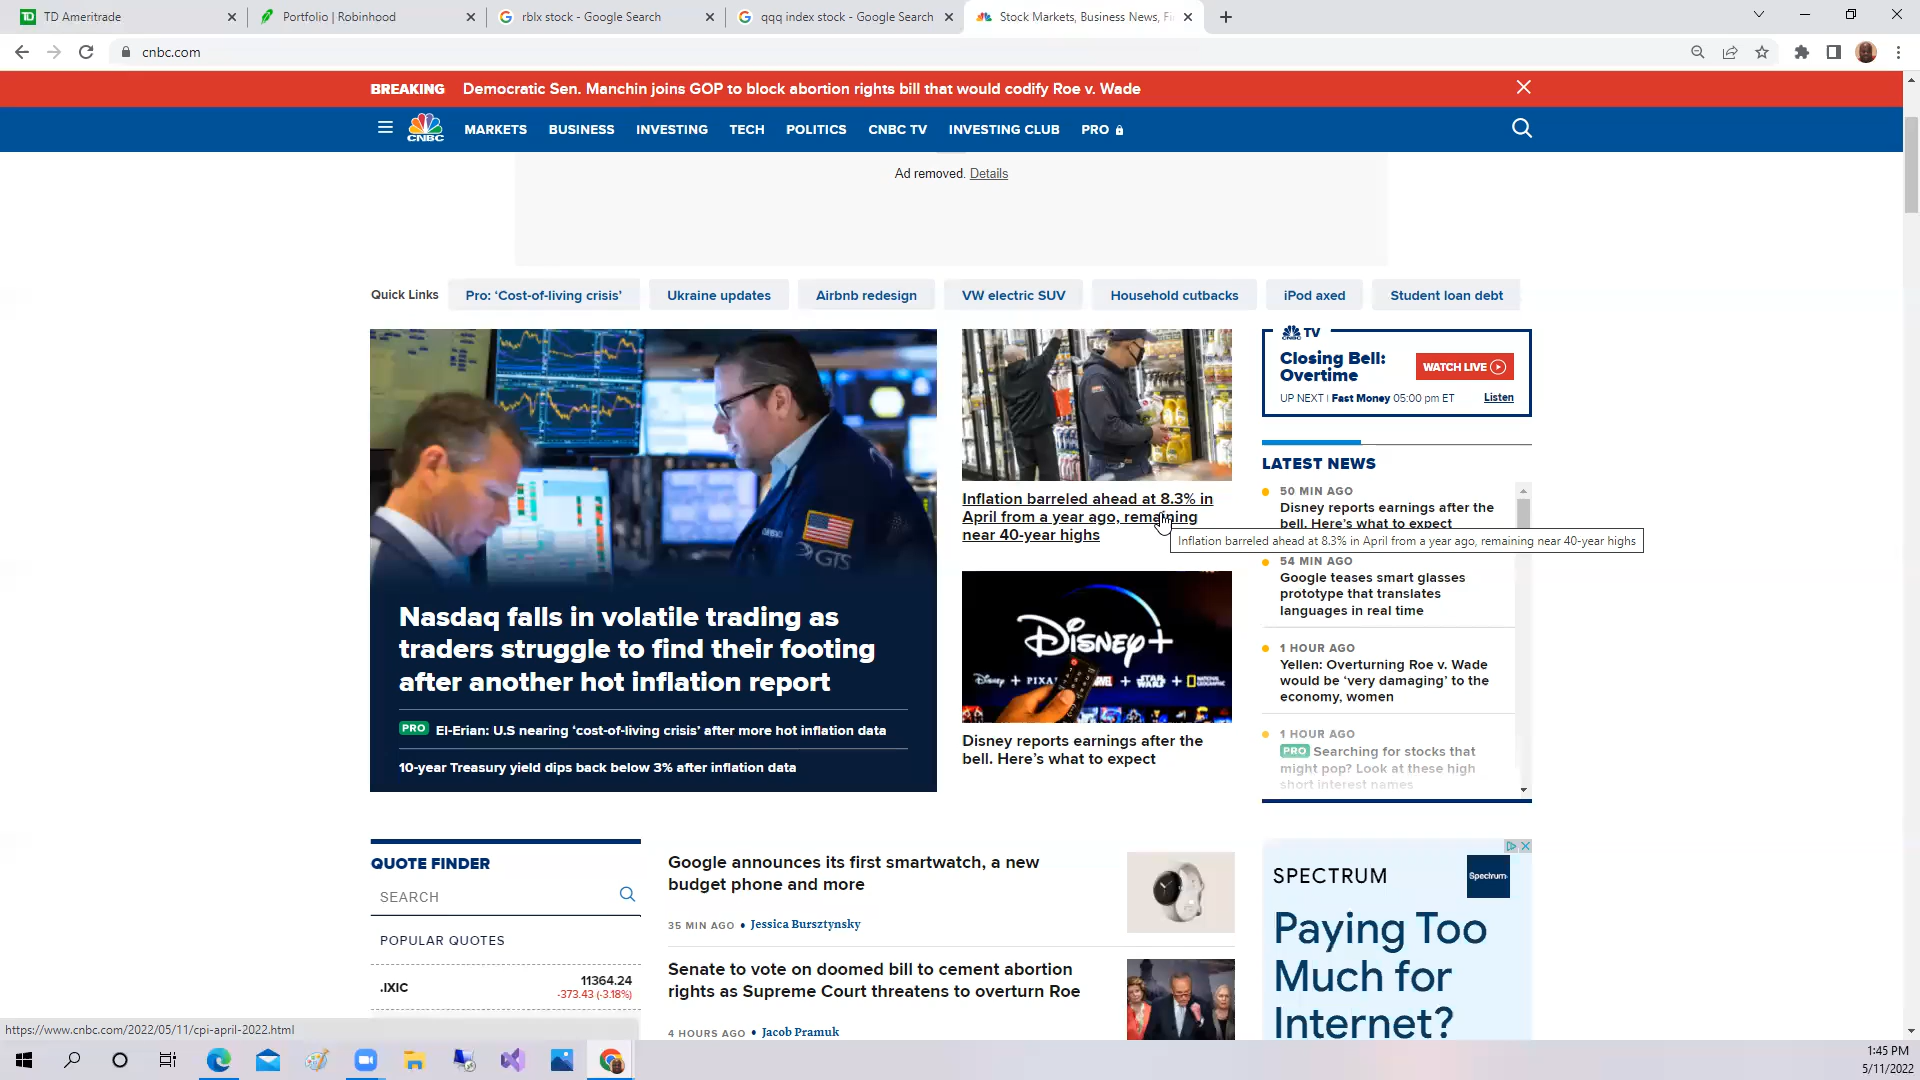 TD Ameritrade
Portfolio | Robinhood
rblx stock - Google Search
qqq index stock - Google Search
Stock Markets, Business News, Fi
cnbc.com
BREAKING Democratic Sen. Manchin joins GOP to block abortion rights bill that would codify Roe v. Wade
CNBC
MARKETS BUSINESS INVESTING TECH POLITICS CNBC TV INVESTING CLUB PRO
Ad removed. Details
Quick Links Pro: ‘Cost-of-living crisis’ Ukraine updates Airbnb redesign VW electric SUV Household cutbacks iPod axed Student loan debt
GTS
Nasdaq falls in volatile trading as
traders struggle to find their footing
after another hot inflation report
PRO El-Erian: U.S nearing ‘cost-of-living crisis’ after more hot inflation data
10-year Treasury yield dips back below 3% after inflation data
Inflation barreled ahead at 8.3% in
April from a year ago, remaining
near 40-year highs
Inflation barreled ahead at 8.3% in April from a year ago, remaining near 40-year highs
Disney+
Disney + PIXAR + STAR WARS + NATIONAL GEOGRAPHIC
Disney reports earnings after the
bell. Here’s what to expect
CNBC TV
Closing Bell:
Overtime
WATCH LIVE
UP NEXT | Fast Money 05:00 pm ET Listen
LATEST NEWS
50 MIN AGO
Disney reports earnings after the
bell. Here’s what to expect
54 MIN AGO
Google teases smart glasses
prototype that translates
languages in real time
1 HOUR AGO
Yellen: Overturning Roe v. Wade
would be ‘very damaging’ to the
economy, women
1 HOUR AGO
PRO Searching for stocks that
might pop? Look at these high
short interest names
QUOTE FINDER
SEARCH
POPULAR QUOTES
.IXIC 11364.24
-373.43 (-3.18%)
Google announces its first smartwatch, a new
budget phone and more
35 MIN AGO • Jessica Bursztynsky
Senate to vote on doomed bill to cement abortion
rights as Supreme Court threatens to overturn Roe
4 HOURS AGO • Jacob Pramuk
SPECTRUM
Spectrum
Paying Too
Much for
Internet?
https://www.cnbc.com/2022/05/11/cpi-april-2022.html
1:45 PM
5/11/2022